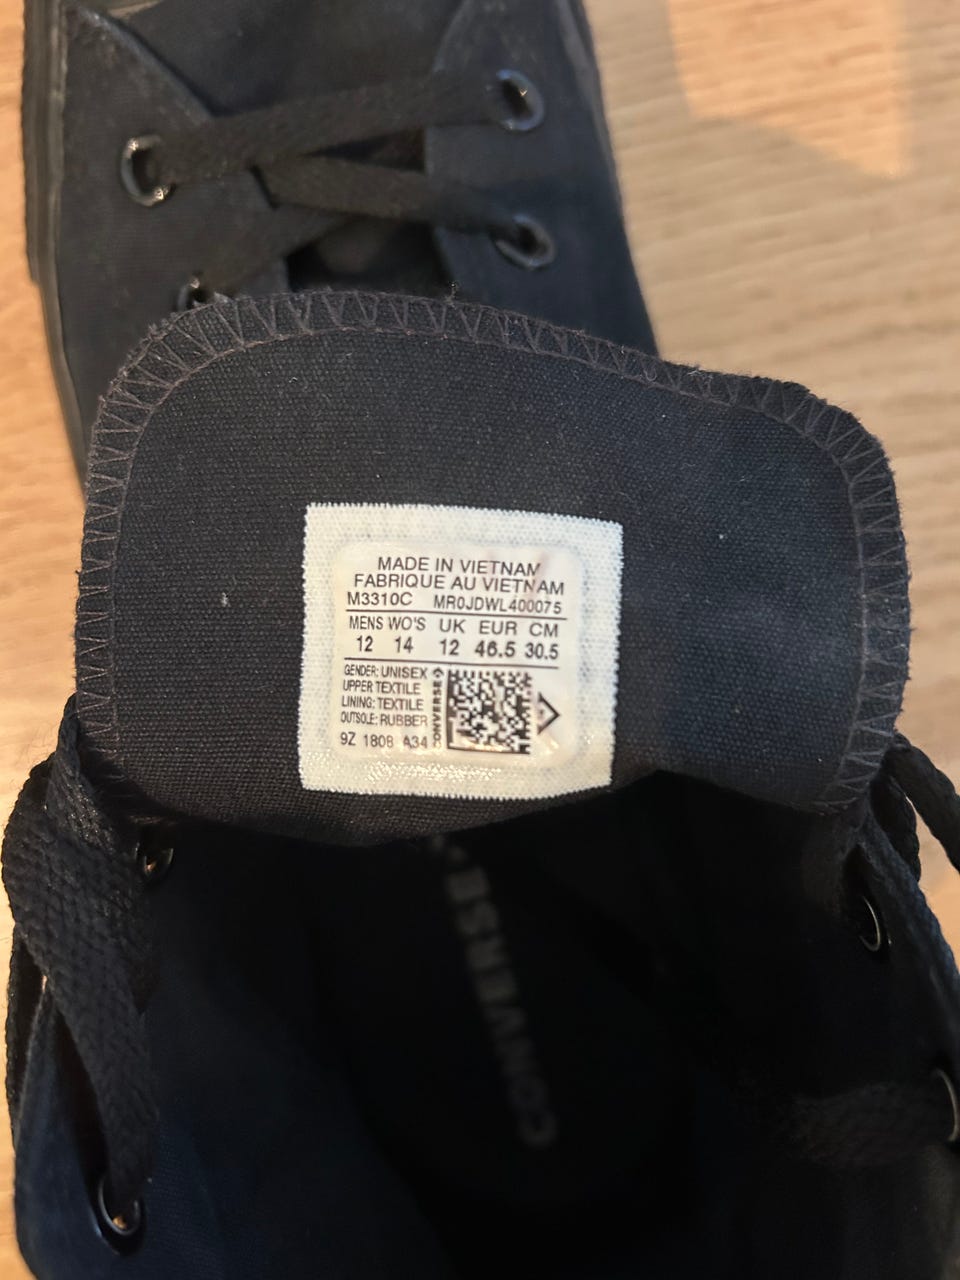 MADE IN VIETNAM
FABRIQUE AU VIETNAM
M3310C MR0JDWL400075
MENS WO'S UK EUR CM
12 14 12 46.5 30.5
GENDER: UNISEX
UPPER TEXTILE
LINING: TEXTILE
OUTSOLE: RUBBER
9Z 1808 A34
CONVERSE
CONVERSE